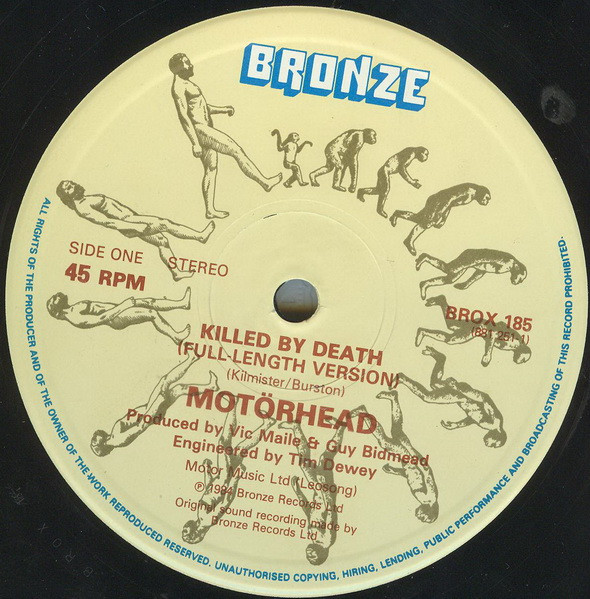 BRONZE
SIDE ONE STEREO
45 RPM
BROX 185
(681 251-1)
KILLED BY DEATH
(FULL-LENGTH VERSION)
(Kilmister/Burston)
MOTÖRHEAD
Produced by Vic Maile & Guy Bidmead
Engineered by Tim Dewey
Motor Music Ltd (Leosong)
℗ 1984 Bronze Records Ltd
Original sound recording made by
Bronze Records Ltd
ALL RIGHTS OF THE PRODUCER AND OF THE OWNER OF THE WORK REPRODUCED RESERVED. UNAUTHORISED COPYING, HIRING, LENDING, PUBLIC PERFORMANCE AND BROADCASTING OF THIS RECORD PROHIBITED.